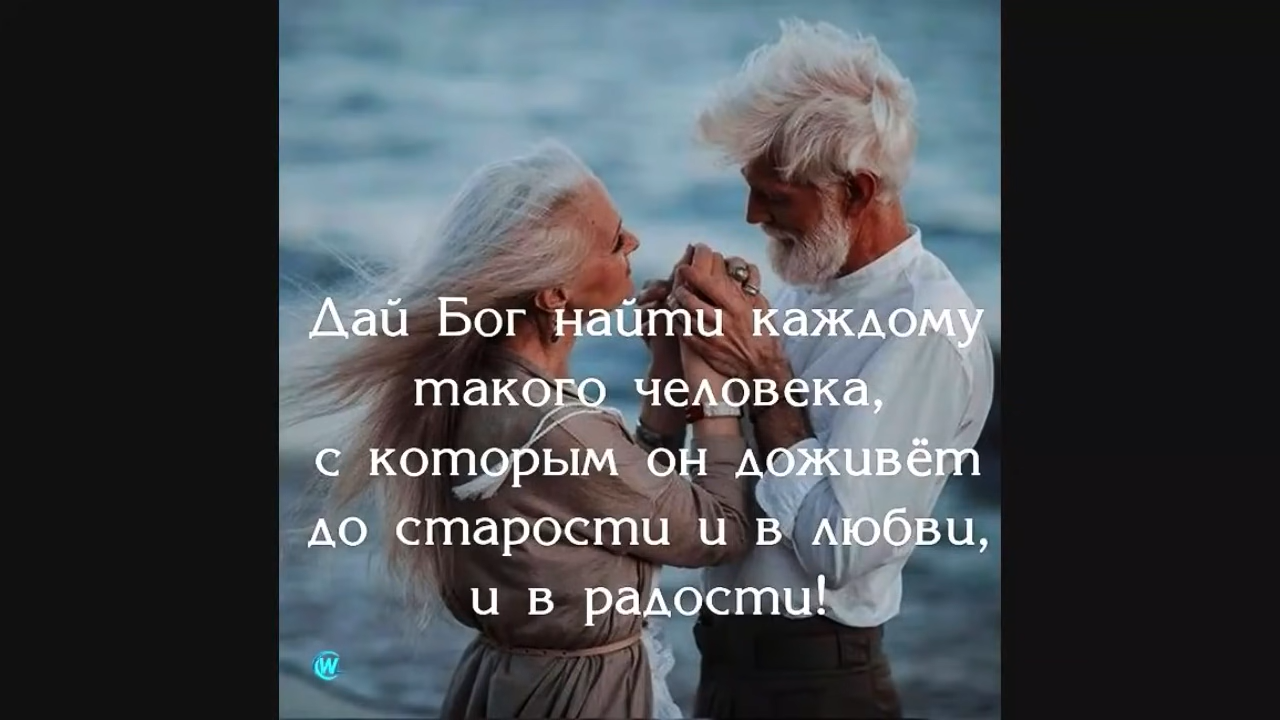 Дай Бог найти каждому
такого человека,
с которым он доживёт
до старости и в любви,
и в радости!
W